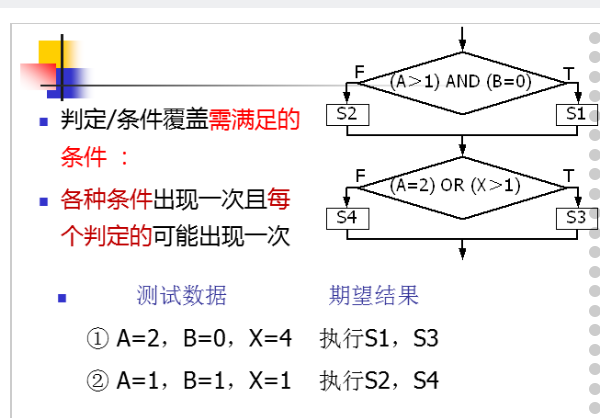 判定/条件覆盖需满足的
条件 ：
各种条件出现一次且每
个判定的可能出现一次
F
(A＞1) AND (B=0)
T
S2
S1
F
(A=2) OR (X＞1)
T
S4
S3
测试数据 期望结果
① A=2，B=0，X=4 执行S1，S3
② A=1，B=1，X=1 执行S2，S4